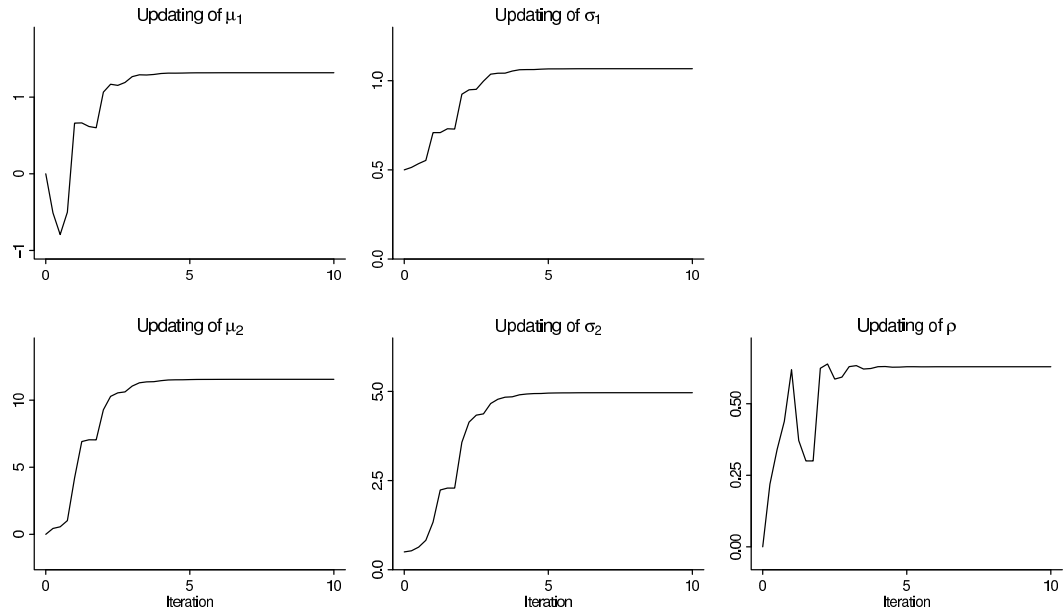 Updating of μ1
1
0
−1
0 5 10
Updating of σ1
1.0
0.5
0.0
0 5 10
Updating of μ2
10
5
0
0 5 10
Iteration
Updating of σ2
5.0
2.5
0.0
0 5 10
Iteration
Updating of ρ
0.50
0.25
0.00
0 5 10
Iteration